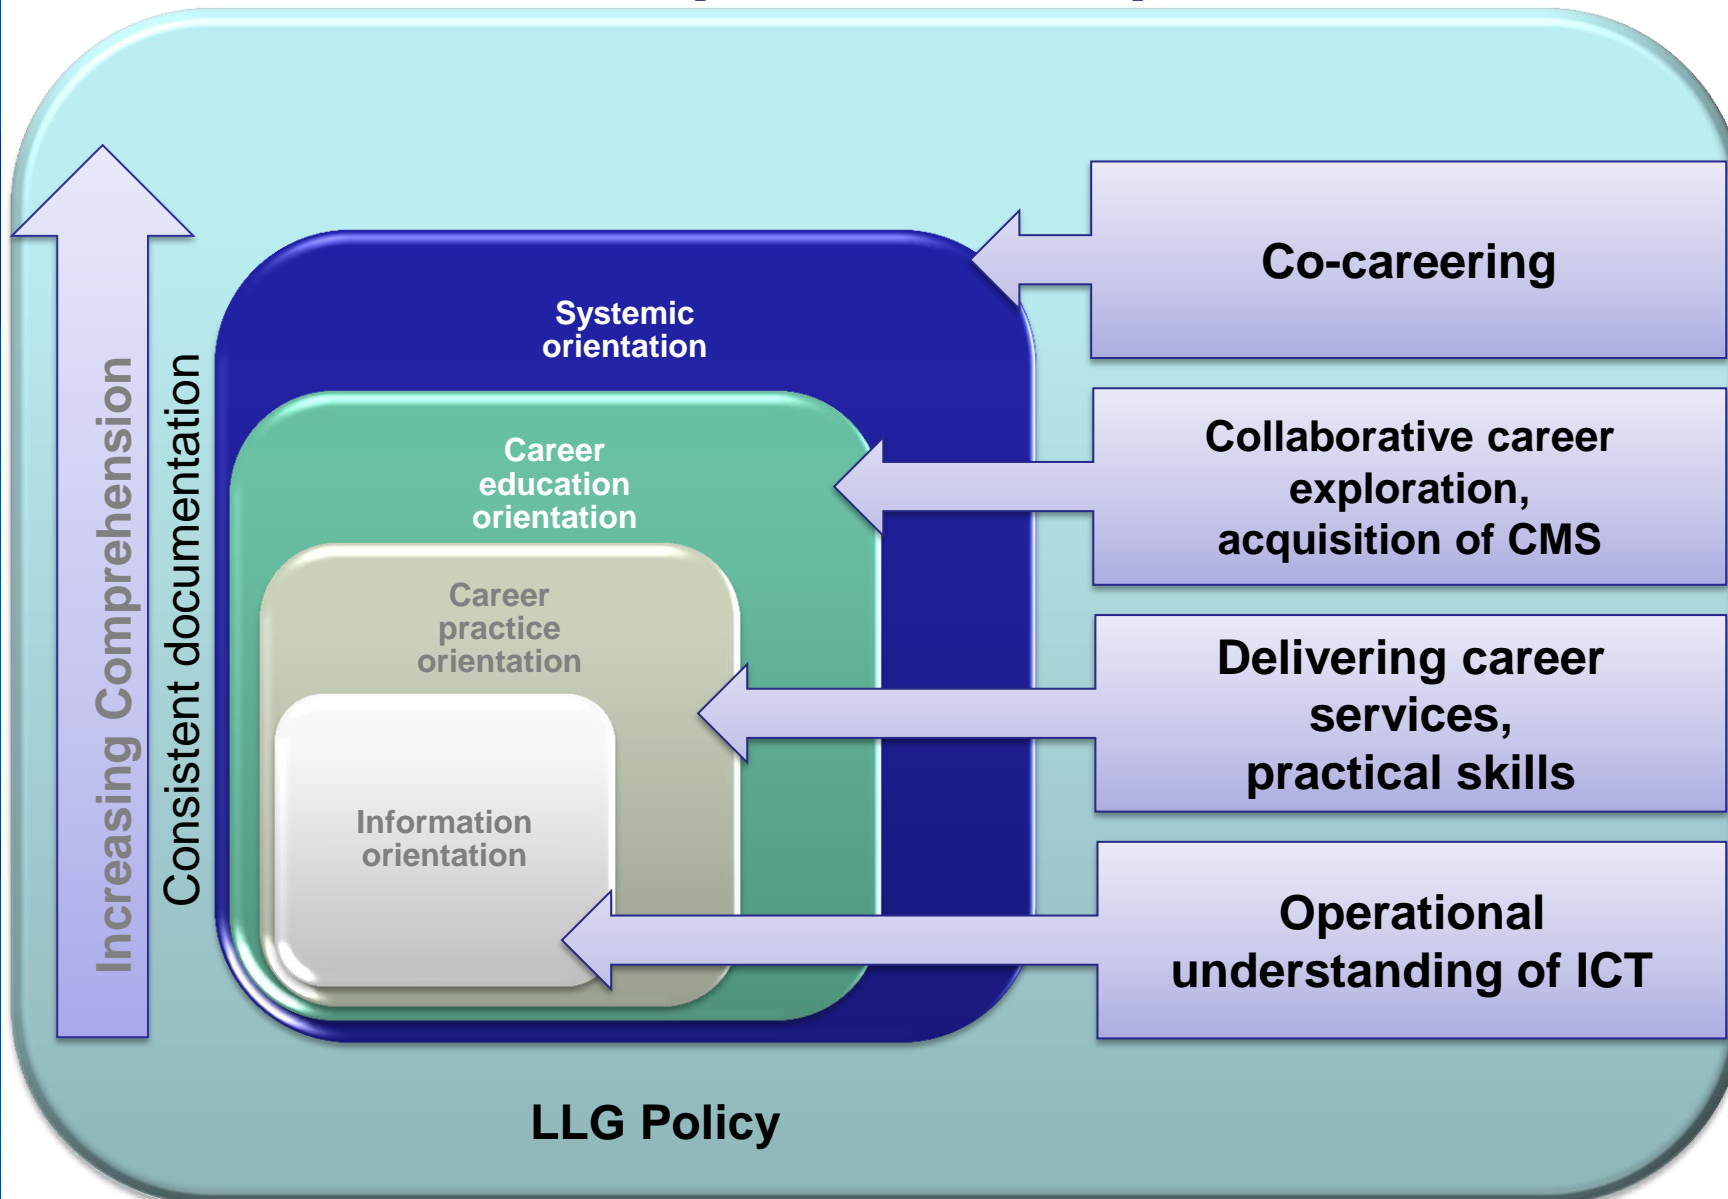 Increasing Comprehension
Consistent documentation
Systemic
orientation
Career
education
orientation
Career
practice
orientation
Information
orientation
Co-careering
Collaborative career
exploration,
acquisition of CMS
Delivering career
services,
practical skills
Operational
understanding of ICT
LLG Policy